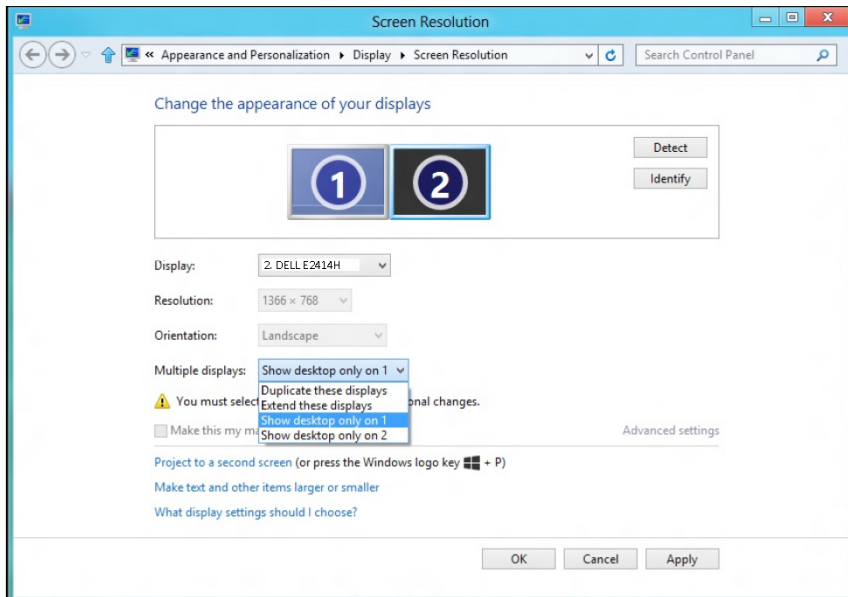 Screen Resolution
« Appearance and Personalization Display Screen Resolution Search Control Panel
Change the appearance of your displays
1 2
Detect
Identify
Display: 2. DELL E2414H
Resolution: 1366 × 768
Orientation: Landscape
Multiple displays: Show desktop only on 1
Duplicate these displays
You must selec onal changes.
Extend these displays
Show desktop only on 1
Make this my m Advanced settings
Show desktop only on 2
Project to a second screen (or press the Windows logo key + P)
Make text and other items larger or smaller
What display settings should I choose?
OK Cancel Apply